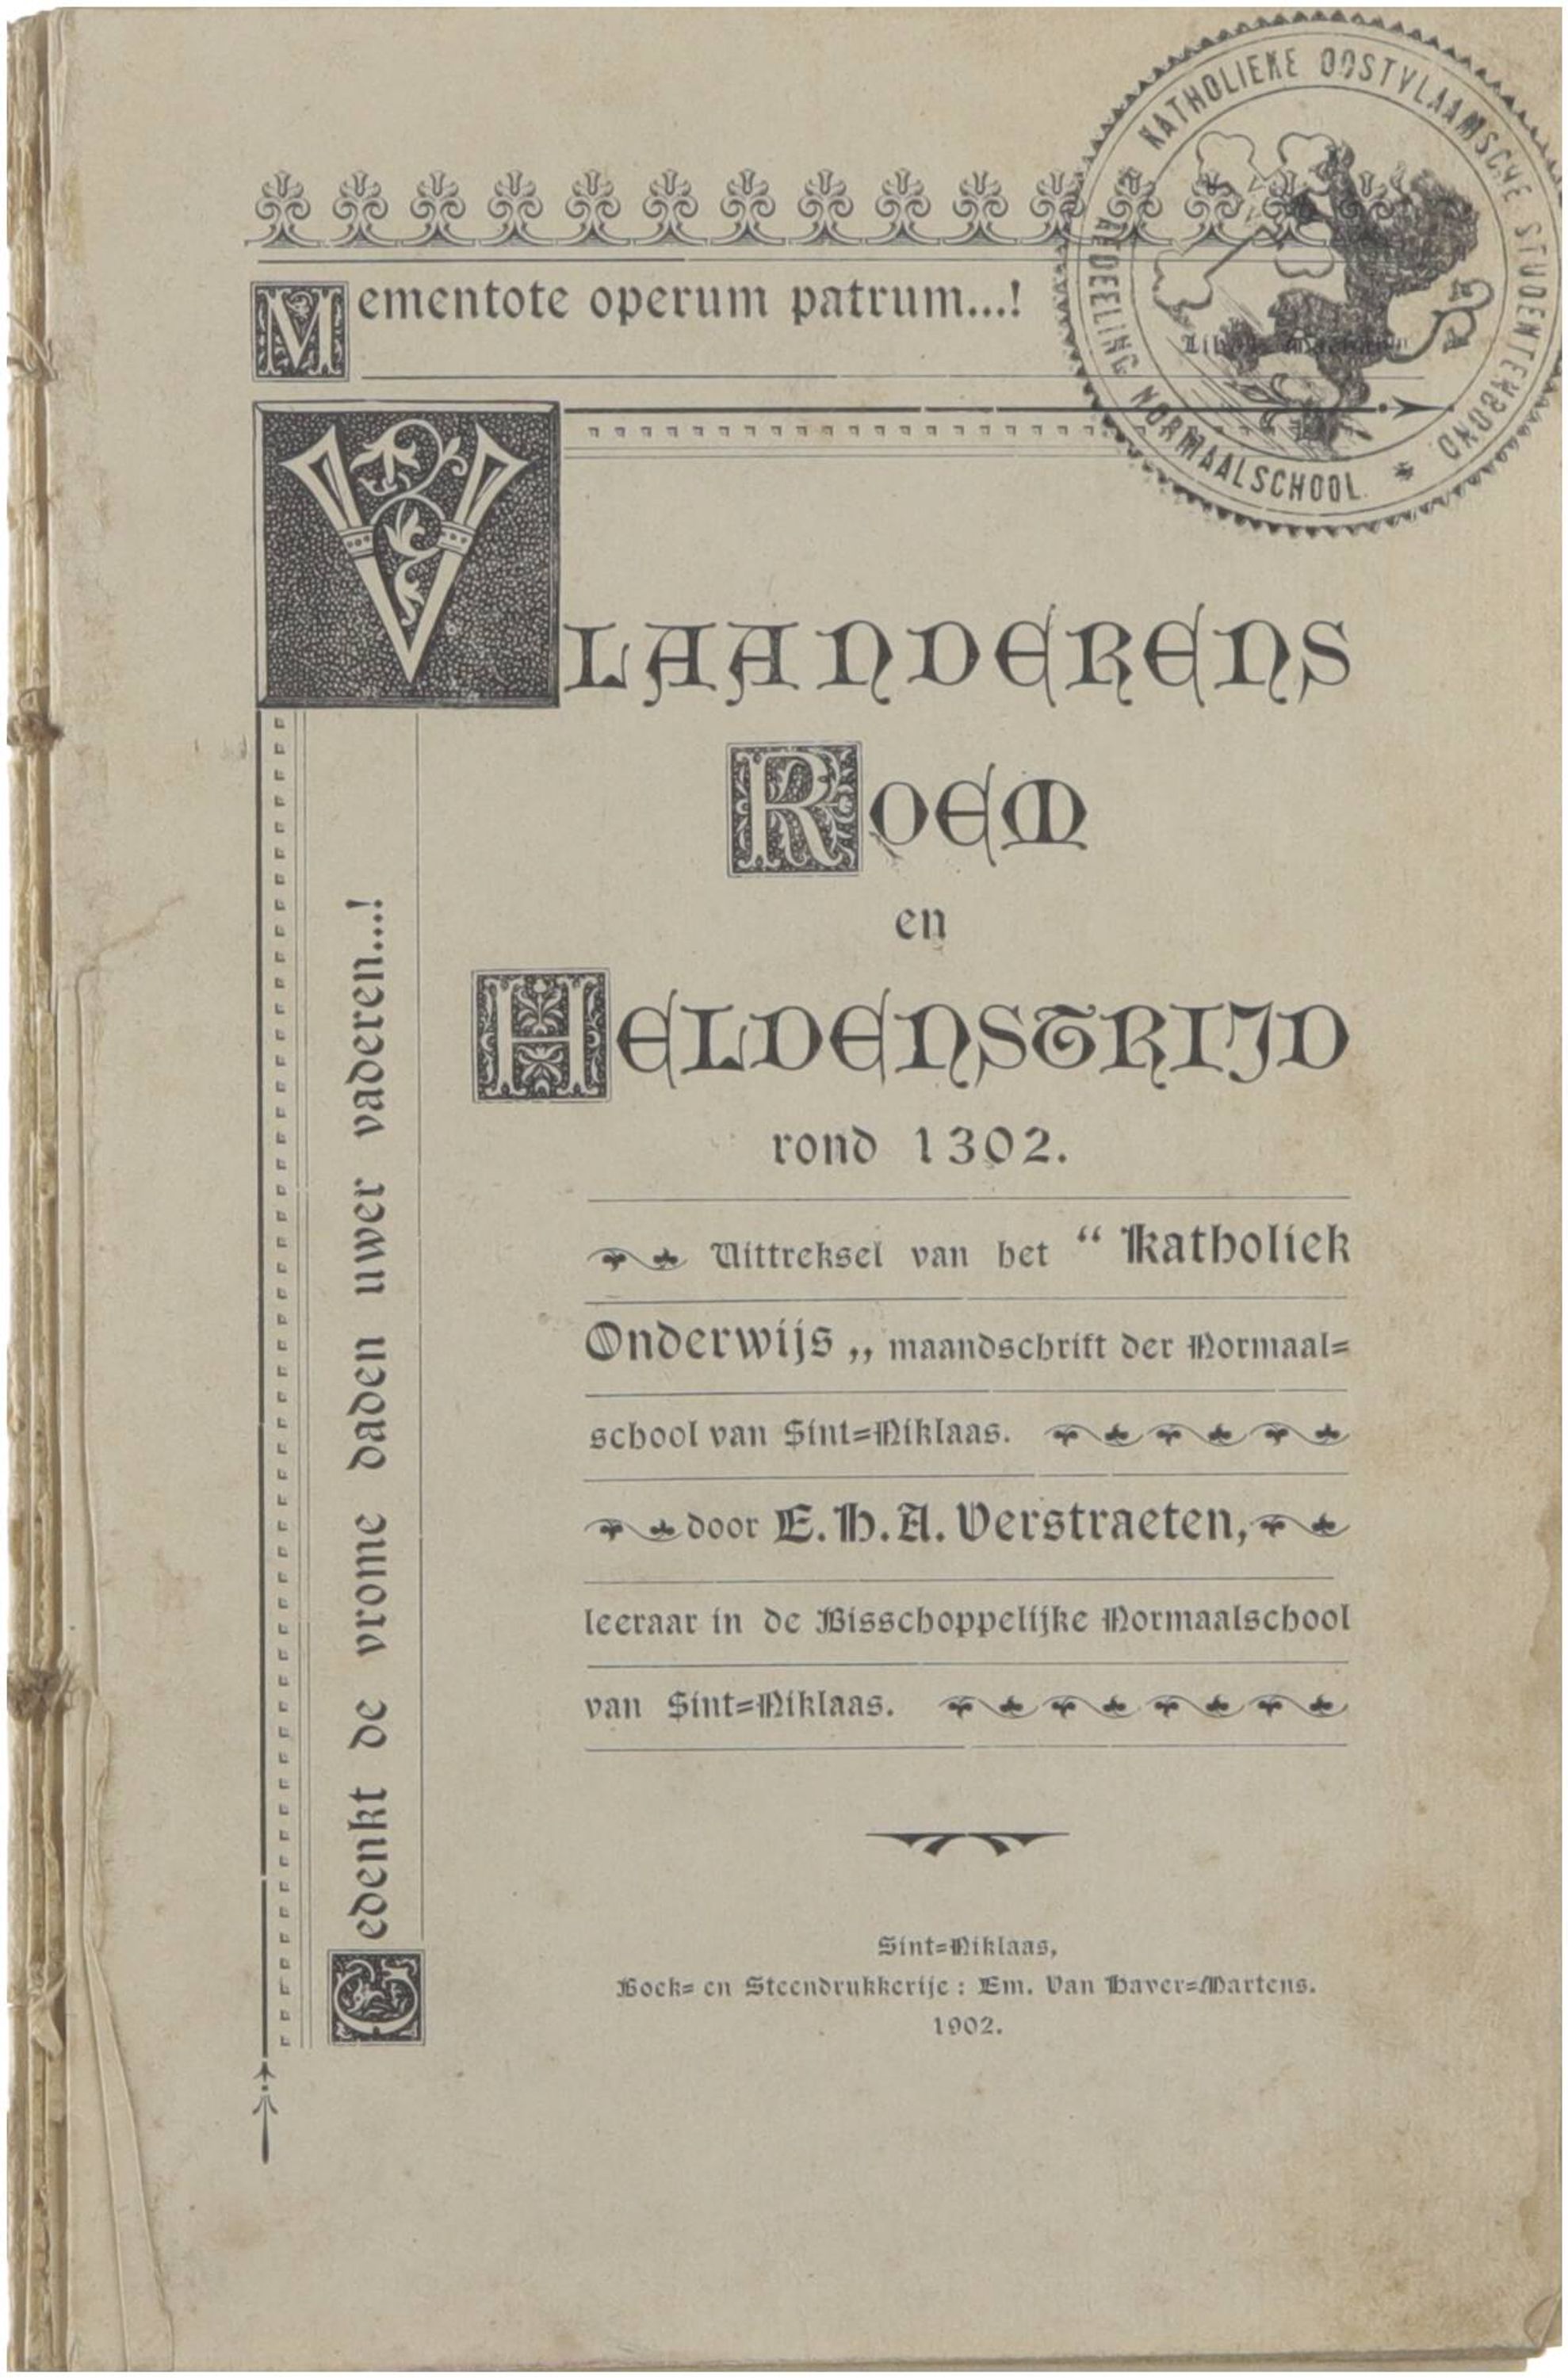 KATHOLIEKE OOSTVLAAMSCHE STUDENTENBOND
AFDEELING NORMAALSCHOOL
Mementote operum patrum...!
VLAANDERENS
ROEM
en
HELDENSTRIJD
rond 1302.
Uittreksel van het “ Katholiek
Onderwijs „ maandschrift der Normaal=
school van Sint=Niklaas.
door E. H. A. Verstraeten,
leeraar in de Bisschoppelijke Normaalschool
van Sint=Niklaas.
Gedenkt de vrome daden uwer vaderen...!
Sint=Niklaas,
Boek= en Steendrukkerije : Em. Van Haver=Martens.
1902.